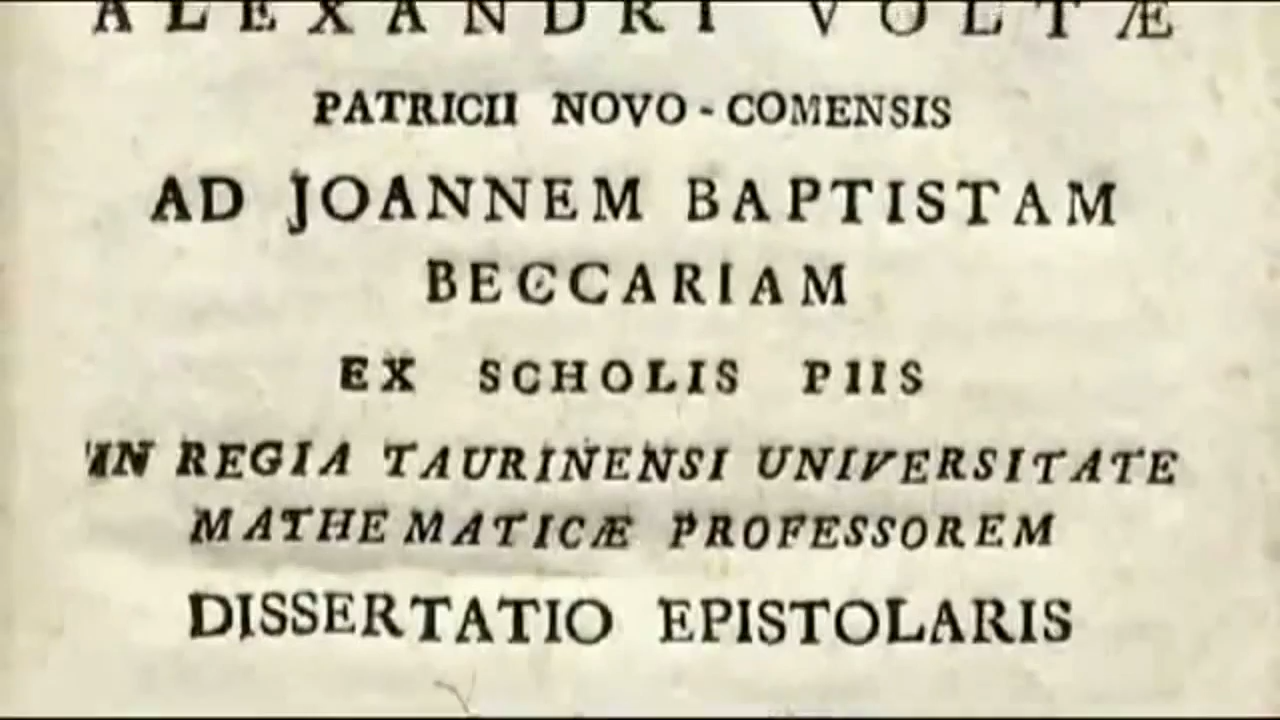 ALEXANDRI VOLTÆ
PATRICII NOVO-COMENSIS
AD JOANNEM BAPTISTAM
BECCARIAM
EX SCHOLIS PIIS
IN REGIA TAURINENSI UNIVERSITATE
MATHEMATICÆ PROFESSOREM
DISSERTATIO EPISTOLARIS